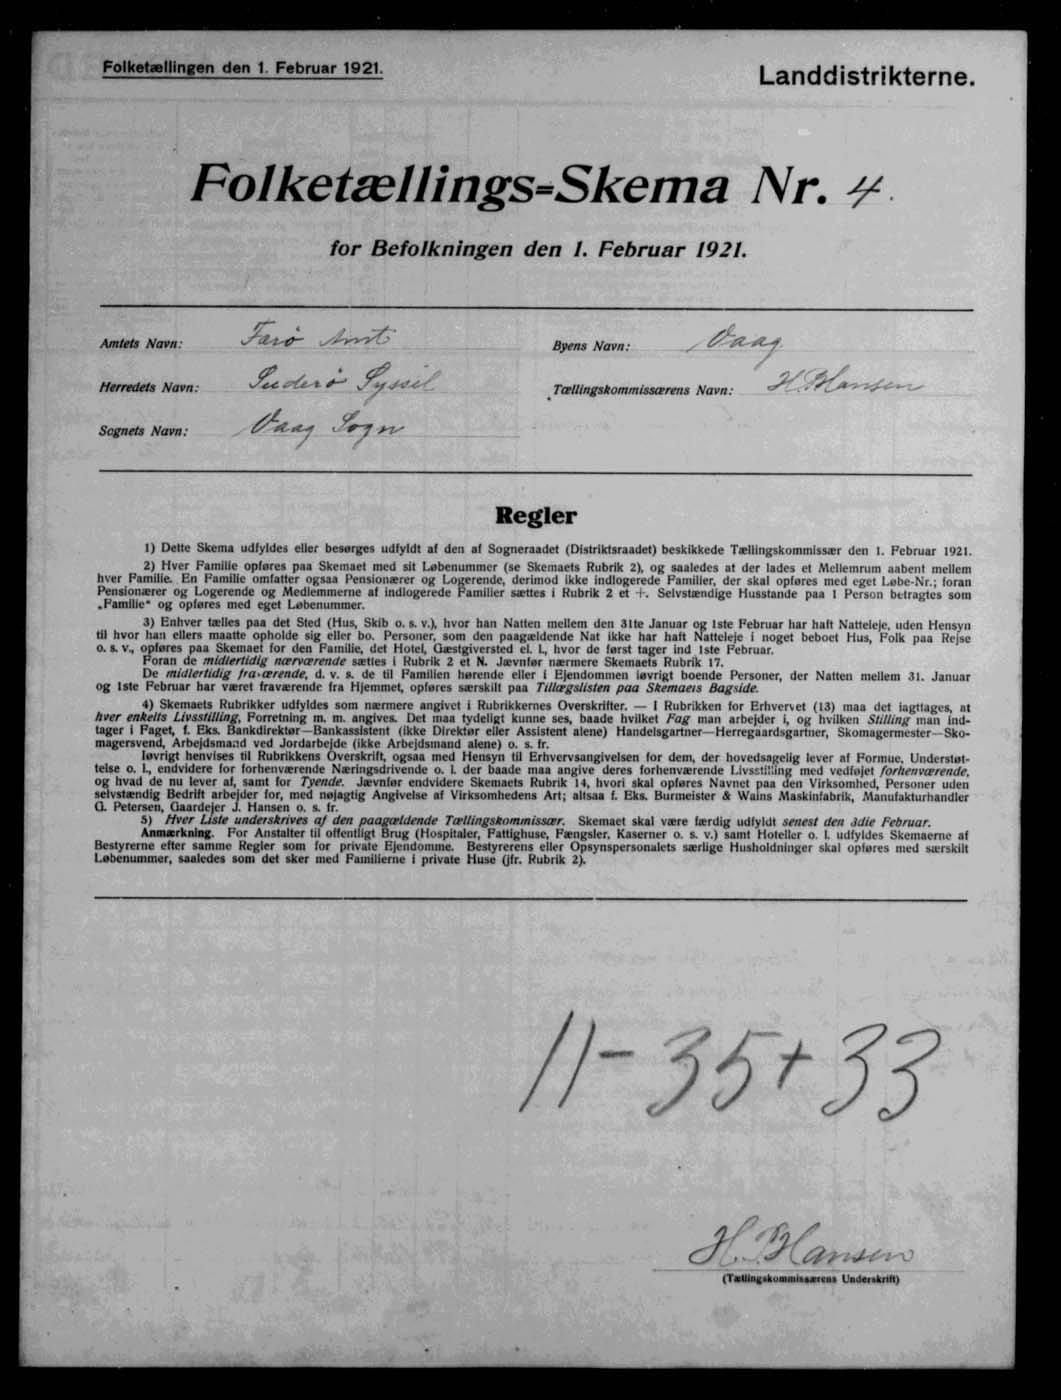 Folketællingen den 1. Februar 1921.
Landdistrikterne.
Folketællings=Skema Nr. 4.
for Befolkningen den 1. Februar 1921.
Amtets Navn: Færö Amt
Byens Navn: Vaag
Herredets Navn: Suderö Syssel
Tællingskommissærens Navn: H. Hansen
Sognets Navn: Vaag Sogn
Regler
1) Dette Skema udfyldes eller besørges udfyldt af den af Sogneraadet (Distriktsraadet) beskikkede Tællingskommissær den 1. Februar 1921.
2) Hver Familie opføres paa Skemaet med sit Løbenummer (se Skemaets Rubrik 2), og saaledes at der lades et Mellemrum aabent mellem
hver Familie. En Familie omfatter ogsaa Pensionærer og Logerende, derimod ikke indlogerede Familier, der skal opføres med eget Løbe-Nr.; foran
Pensionærer og Logerende og Medlemmerne af indlogerede Familier sættes i Rubrik 2 et +. Selvstændige Husstande paa 1 Person betragtes som
„Familie“ og opføres med eget Løbenummer.
3) Enhver tælles paa det Sted (Hus, Skib o. s. v.), hvor han Natten mellem den 31te Januar og 1ste Februar har haft Natteleje, uden Hensyn
til hvor han ellers maatte opholde sig eller bo. Personer, som den paagældende Nat ikke har haft Natteleje i noget beboet Hus, Folk paa Rejse
o. s. v., opføres paa Skemaet for den Familie, det Hotel, Gæstgiversted el. l., hvor de først tager ind 1ste Februar.
Foran de midlertidig nærværende sættes i Rubrik 2 et N. Jævnfør nærmere Skemaets Rubrik 17.
De midlertidig fraværende, d. v. s. de til Familien hørende eller i Ejendommen iøvrigt boende Personer, der Natten mellem 31. Januar
og 1ste Februar har været fraværende fra Hjemmet, opføres særskilt paa Tillægslisten paa Skemaets Bagside.
4) Skemaets Rubrikker udfyldes som nærmere angivet i Rubrikkernes Overskrifter. — I Rubrikken for Erhvervet (13) maa det iagttages, at
hver enkelts Livsstilling, Forretning m. m. angives. Det maa tydeligt kunne ses, baade hvilket Fag man arbejder i, og hvilken Stilling man ind-
tager i Faget, f. Eks. Bankdirektør—Bankassistent (ikke Direktør eller Assistent alene) Handelsgartner—Herregaardsgartner, Skomagermester—Sko-
magersvend, Arbejdsmand ved Jordarbejde (ikke Arbejdsmand alene) o. s. fr.
Iøvrigt henvises til Rubrikkens Overskrift, ogsaa med Hensyn til Erhvervsangivelsen for dem, der hovedsagelig lever af Formue, Understøt-
telse o. l., endvidere for forhenværende Næringsdrivende o. l. der baade maa angive deres forhenværende Livsstilling med vedføjet forhenværende,
og hvad de nu lever af, samt for Tyende. Jævnfør endvidere Skemaets Rubrik 14, hvori skal opføres Navnet paa den Virksomhed, Personer uden
selvstændig Bedrift arbejder for, med nøjagtig Angivelse af Virksomhedens Art; altsaa f. Eks. Burmeister & Wains Maskinfabrik, Manufakturhandler
G. Petersen, Gaardejer J. Hansen o. s. fr.
5) Hver Liste underskrives af den paagældende Tællingskommissær. Skemaet skal være færdig udfyldt senest den 3die Februar.
Anmærkning. For Anstalter til offentligt Brug (Hospitaler, Fattighuse, Fængsler, Kaserner o. s. v.) samt Hoteller o. l. udfyldes Skemaerne af
Bestyrerne efter samme Regler som for private Ejendomme. Bestyrerens eller Opsynspersonalets særlige Husholdninger skal opføres med særskilt
Løbenummer, saaledes som det sker med Familierne i private Huse (jfr. Rubrik 2).
11 - 35 + 33
H. Hansen
(Tællingskommissærens Underskrift)